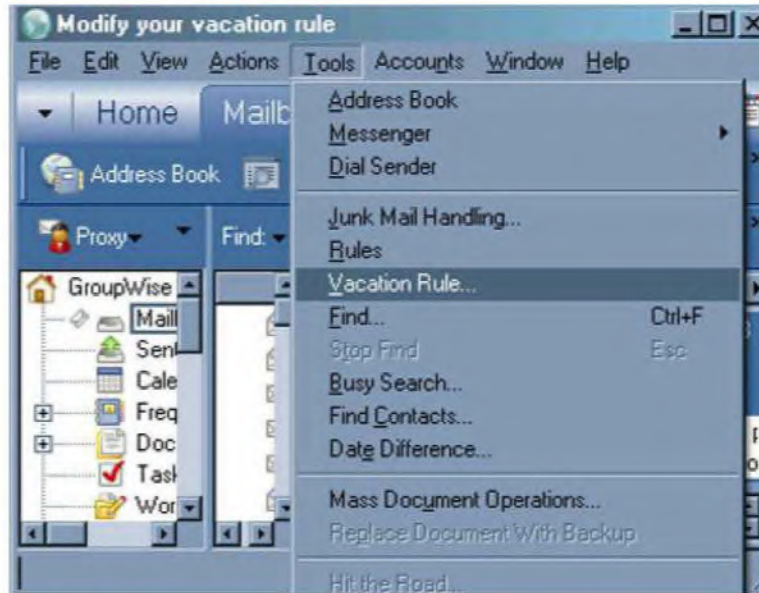 Modify your vacation rule
File Edit View Actions Tools Accounts Window Help
Home Mailb
Address Book
Proxy Find:
GroupWise
Mail
Sent
Cale
Freq
Doc
Task
Wor
Address Book
Messenger
Dial Sender
Junk Mail Handling...
Rules
Vacation Rule...
Find... Ctrl+F
Stop Find Esc
Busy Search...
Find Contacts...
Date Difference...
Mass Document Operations...
Replace Document With Backup
Hit the Road...